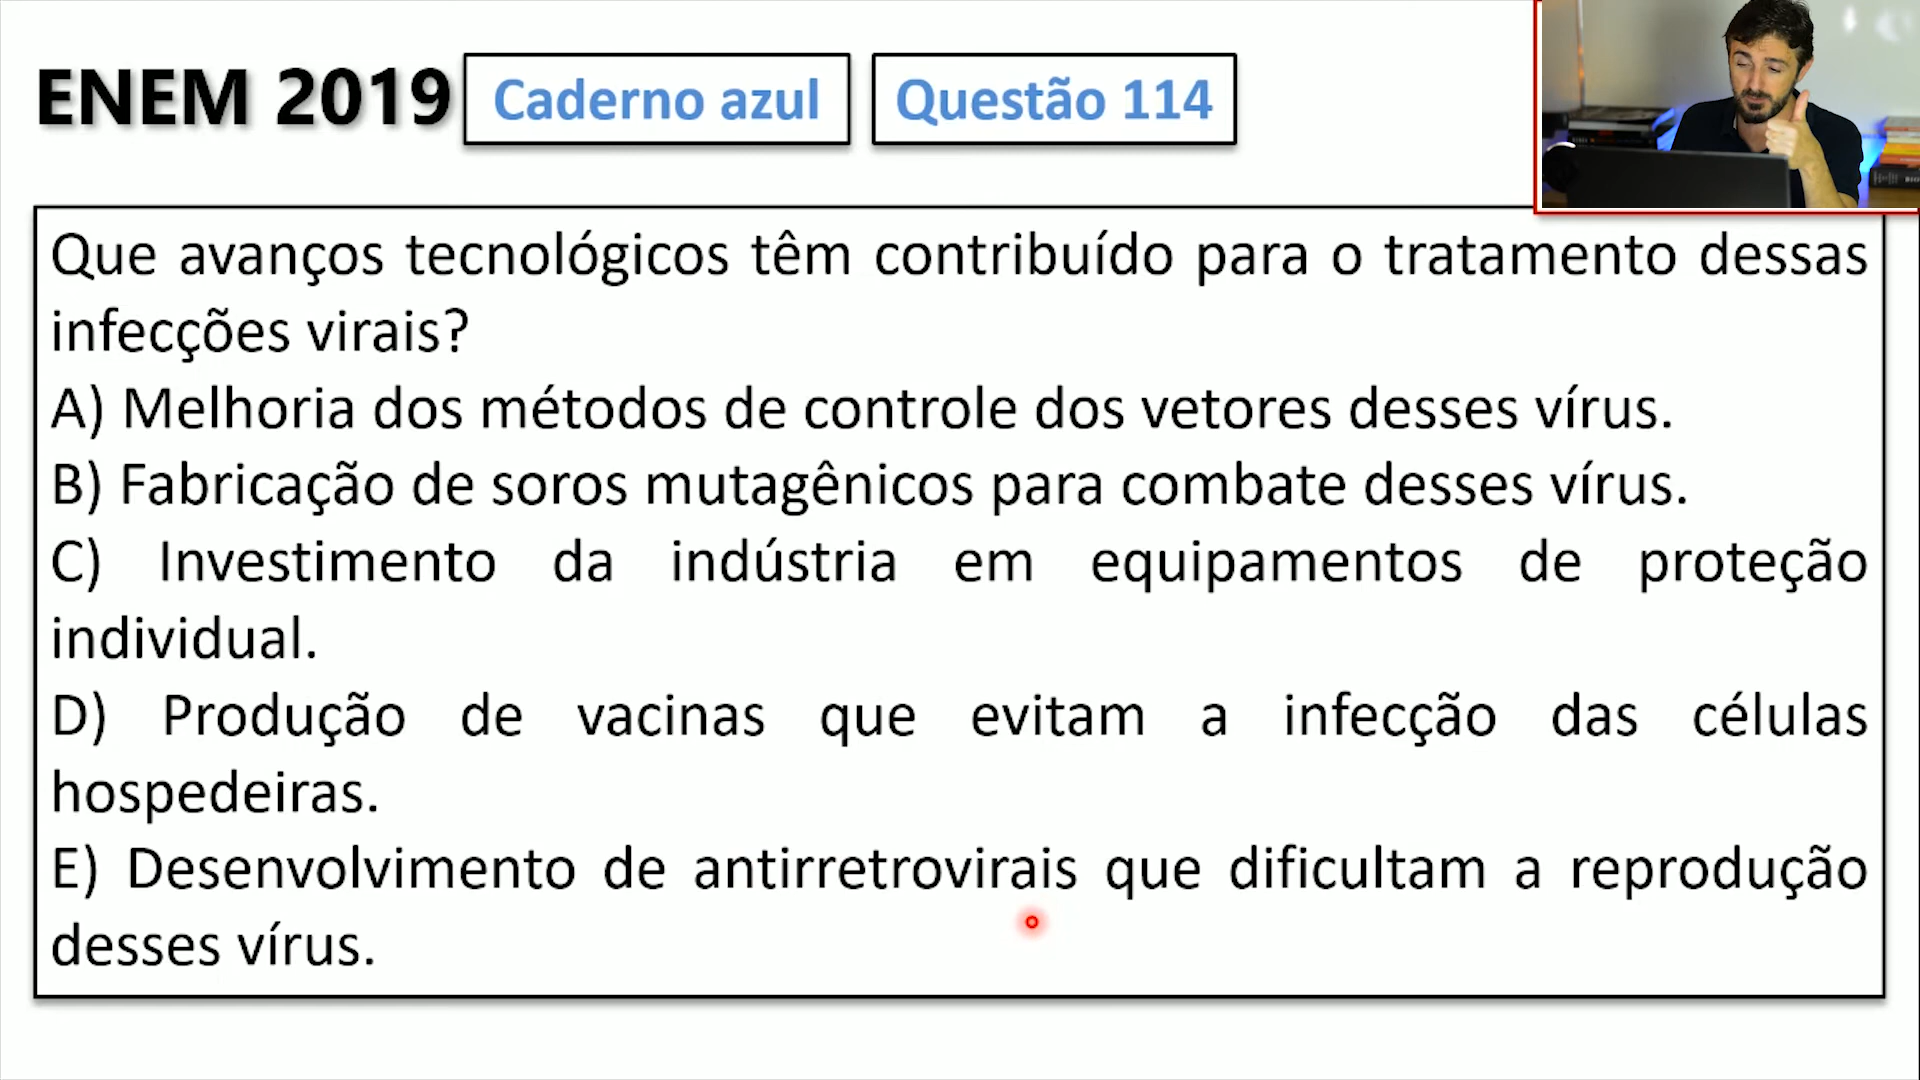 ENEM 2019 Caderno azul Questão 114
Que avanços tecnológicos têm contribuído para o tratamento dessas
infecções virais?
A) Melhoria dos métodos de controle dos vetores desses vírus.
B) Fabricação de soros mutagênicos para combate desses vírus.
C) Investimento da indústria em equipamentos de proteção
individual.
D) Produção de vacinas que evitam a infecção das células
hospedeiras.
E) Desenvolvimento de antirretrovirais que dificultam a reprodução
desses vírus.